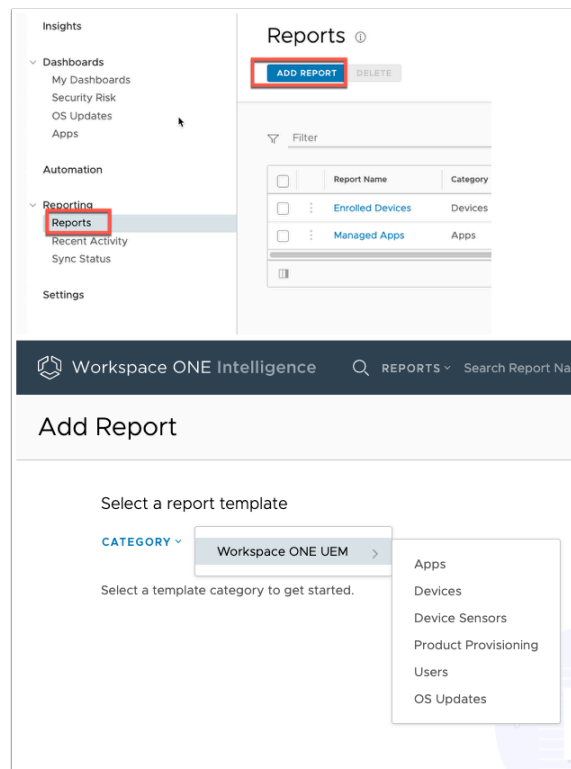 Insights
Dashboards
My Dashboards
Security Risk
OS Updates
Apps
Automation
Reporting
Reports
Recent Activity
Sync Status
Settings
Reports
ADD REPORT DELETE
Filter
Report Name Category
Enrolled Devices Devices
Managed Apps Apps
Workspace ONE Intelligence REPORTS Search Report Na
Add Report
Select a report template
CATEGORY Workspace ONE UEM
Select a template category to get started.
Apps
Devices
Device Sensors
Product Provisioning
Users
OS Updates